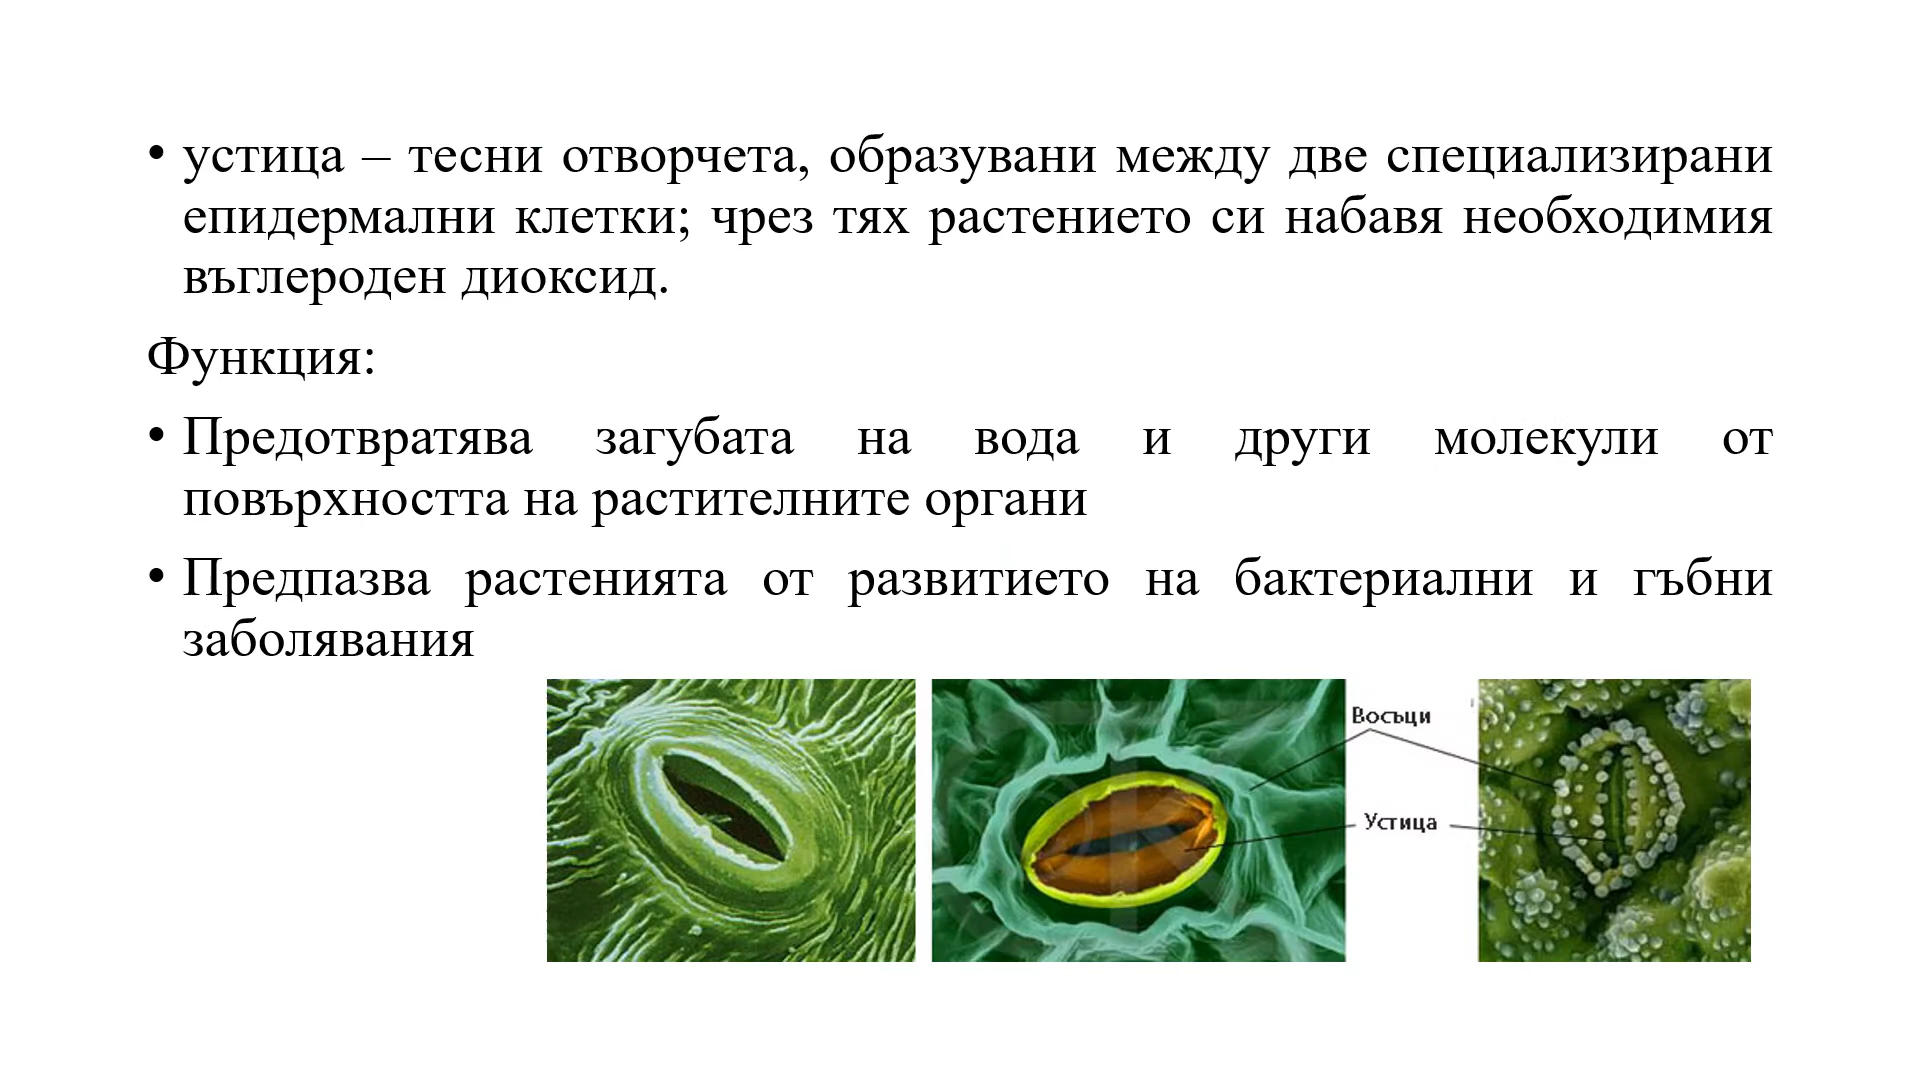 • устица – тесни отворчета, образувани между две специализирани
епидермални клетки; чрез тях растението си набавя необходимия
въглероден диоксид.
Функция:
• Предотвратява загубата на вода и други молекули от
повърхността на растителните органи
• Предпазва растенията от развитието на бактериални и гъбни
заболявания
Восъци
Устица